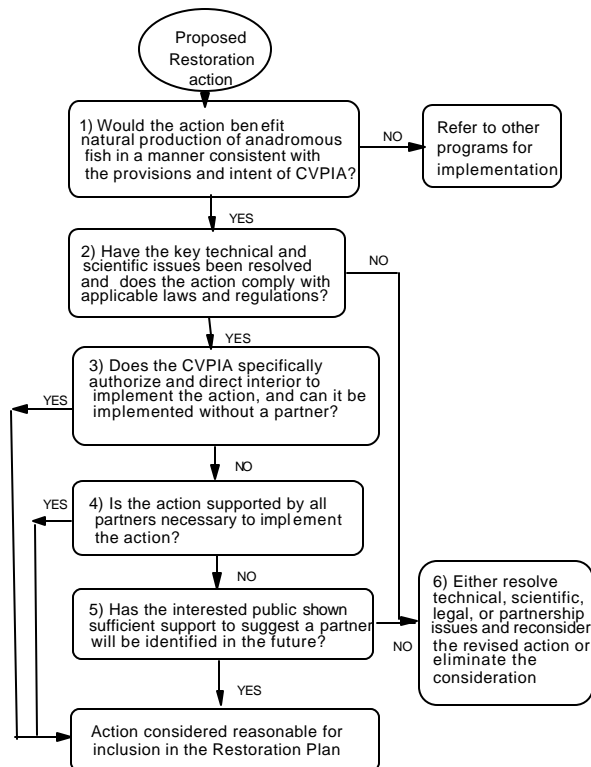 Proposed
Restoration
action
1) Would the action benefit
natural production of anadromous
fish in a manner consistent with
the provisions and intent of CVPIA?
NO
Refer to other
programs for
implementation
YES
2) Have the key technical and
scientific issues been resolved
and does the action comply with
applicable laws and regulations?
NO
YES
3) Does the CVPIA specifically
authorize and direct interior to
implement the action, and can it be
implemented without a partner?
YES
NO
4) Is the action supported by all
partners necessary to implement
the action?
YES
NO
5) Has the interested public shown
sufficient support to suggest a partner
will be identified in the future?
NO
6) Either resolve
technical, scientific,
legal, or partnership
issues and reconsider
the revised action or
eliminate the
consideration
YES
Action considered reasonable for
inclusion in the Restoration Plan